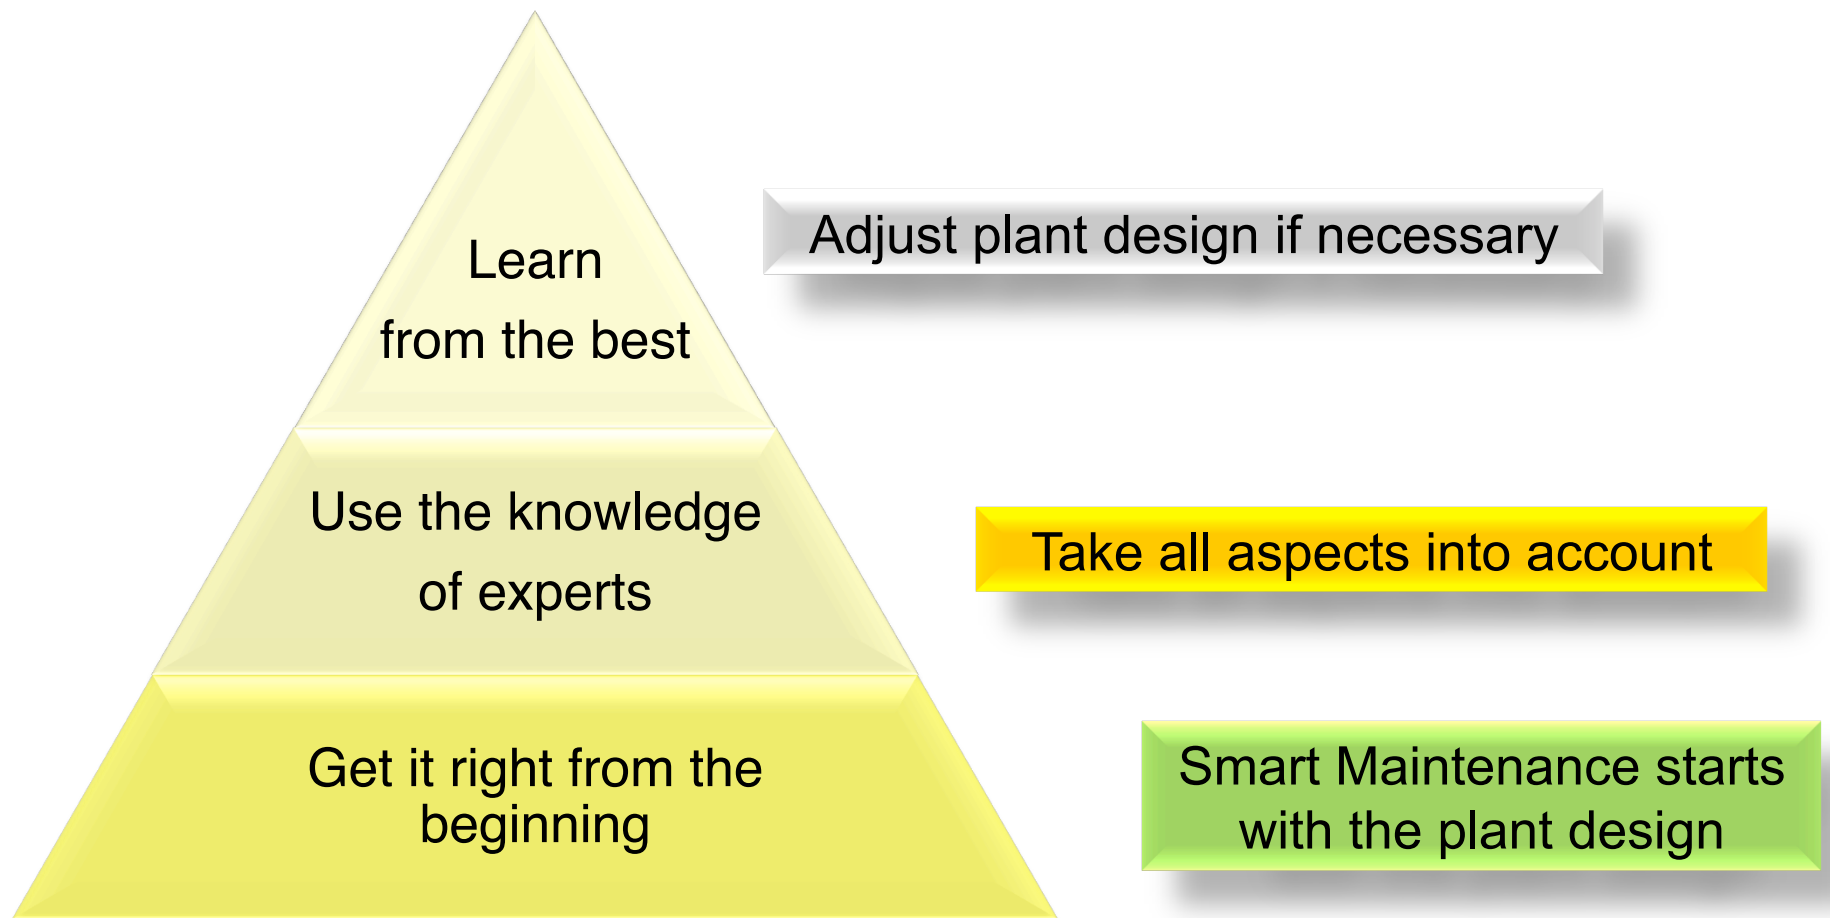 Learn
from the best
Adjust plant design if necessary
Use the knowledge
of experts
Take all aspects into account
Get it right from the
beginning
Smart Maintenance starts
with the plant design